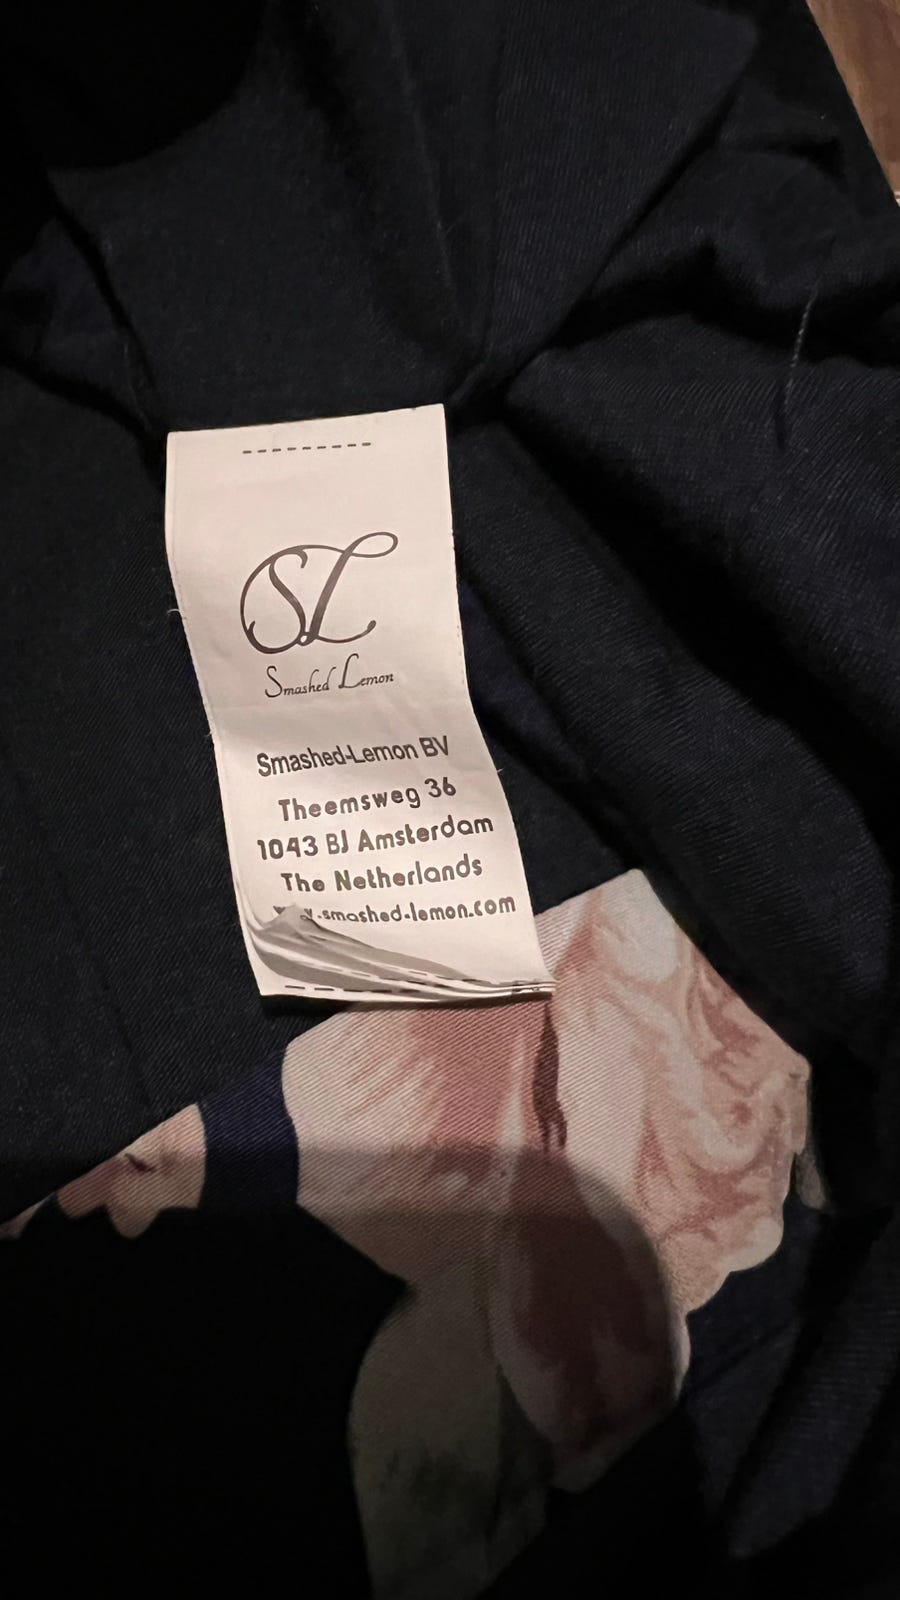 SL
Smashed Lemon
Smashed-Lemon BV
Theemsweg 36
1043 BJ Amsterdam
The Netherlands
.smashed-lemon.com